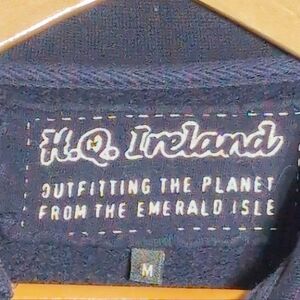 H.Q. Ireland
OUTFITTING THE PLANET
FROM THE EMERALD ISLE
M